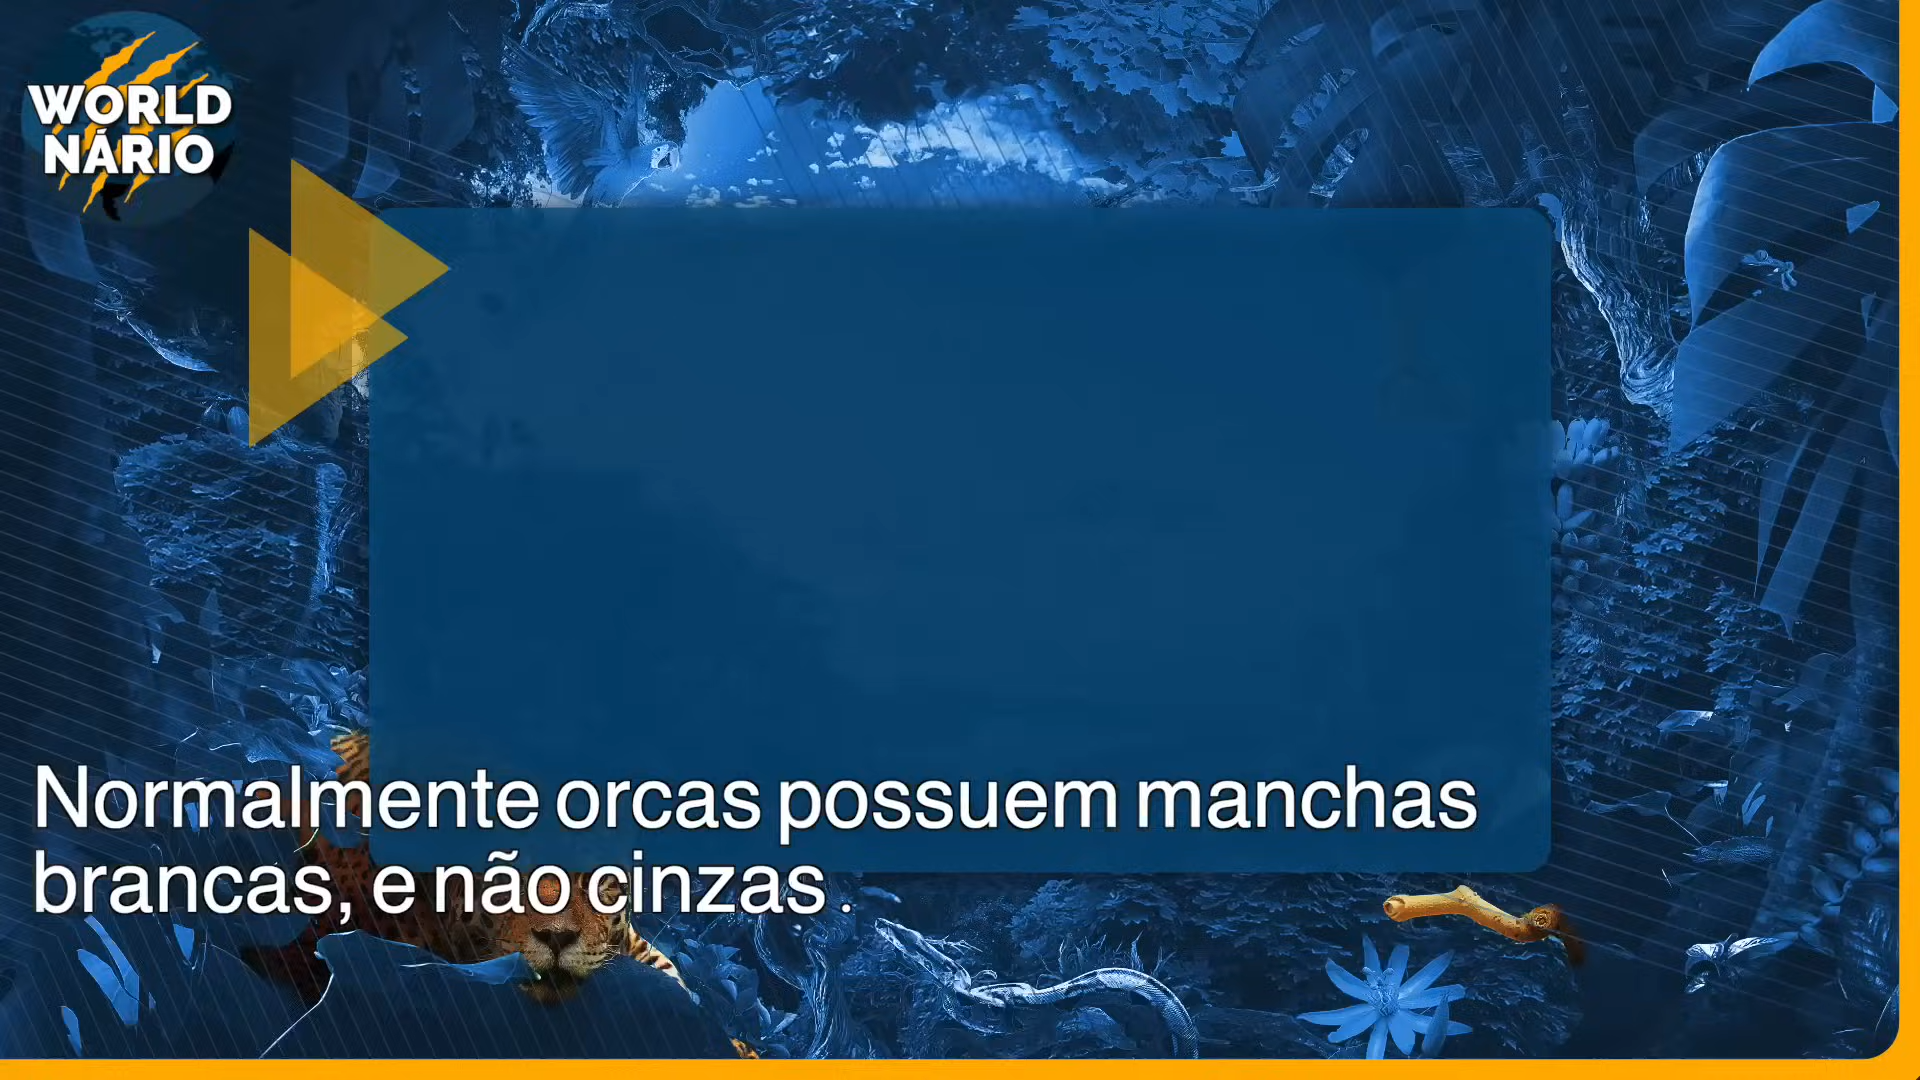 WORLD
NÁRIO
Normalmente orcas possuem manchas
brancas, e não cinzas.